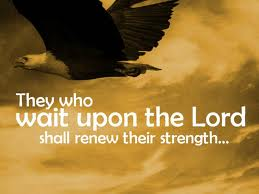 They who
wait upon the Lord
shall renew their strength...